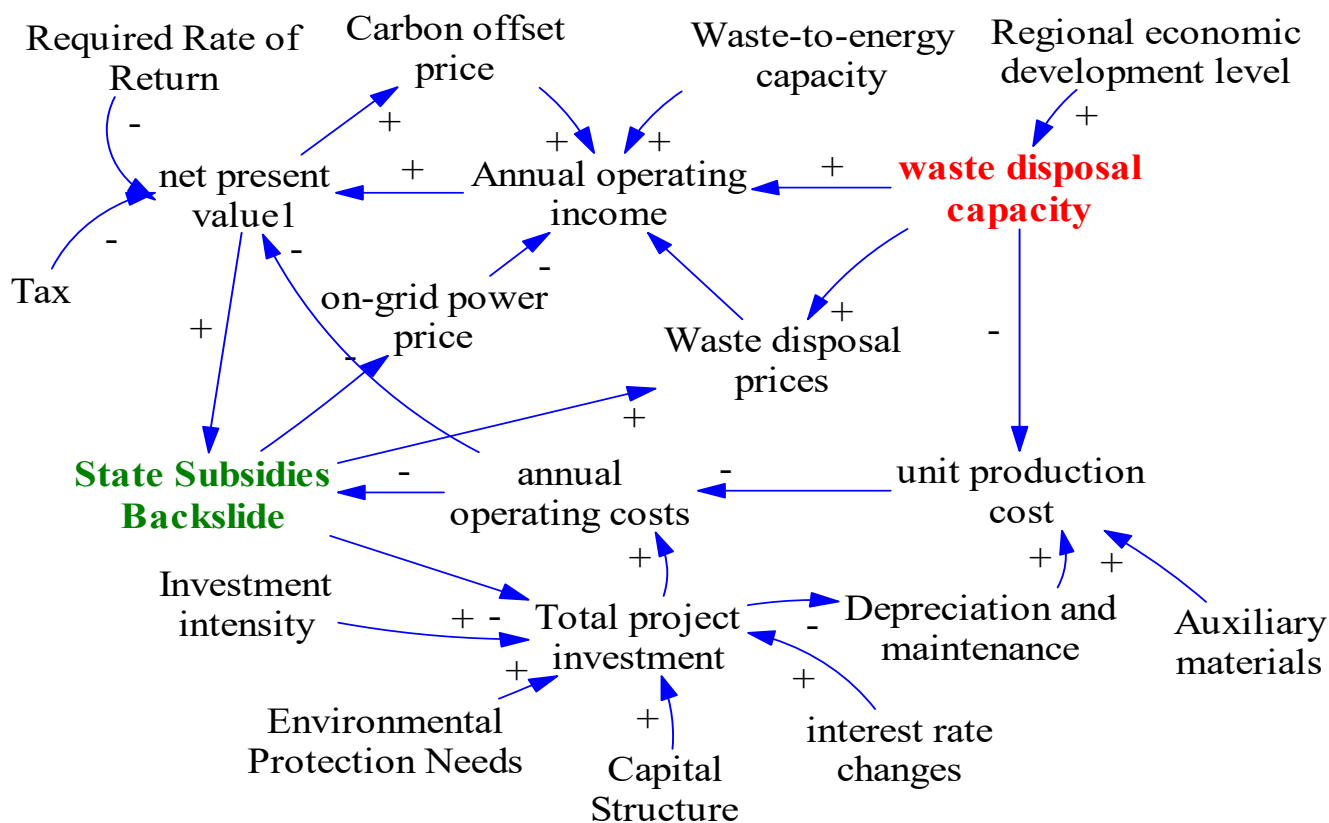 Required Rate of
Return
Carbon offset
price
Waste-to-energy
capacity
Regional economic
development level
-
+
+
+
+
net present
value1
+
Annual operating
income
+
waste disposal
capacity
-
-
Tax
on-grid power
price
-
+
+
-
Waste disposal
prices
-
+
State Subsidies
Backslide
-
annual
operating costs
-
unit production
cost
Investment
intensity
+
+
+
+ -
Total project
investment
-
Depreciation and
maintenance
Auxiliary
materials
+
+
+
Environmental
Protection Needs
Capital
Structure
interest rate
changes